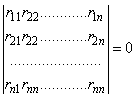 r₁₁r₂₂............r₁ₙ
r₂₁r₂₂............r₂ₙ
........................ = 0
rₙ₁rₙₙ............rₙₙ